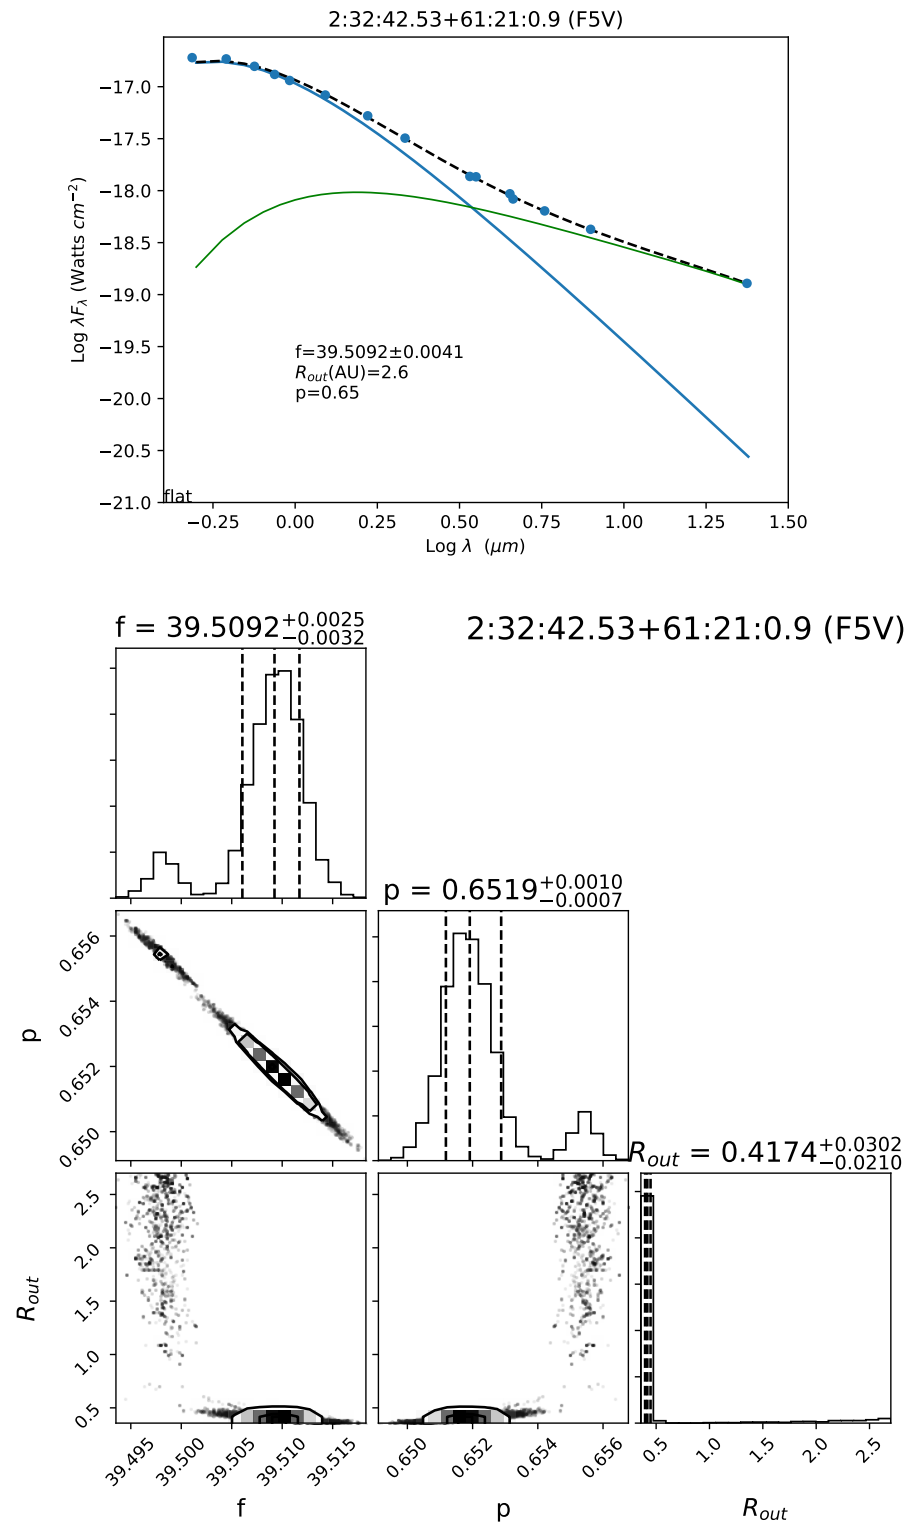 2:32:42.53+61:21:0.9 (F5V)
Log λFλ (Watts cm−2)
−17.0
−17.5
−18.0
−18.5
−19.0
−19.5
−20.0
−20.5
−21.0
f=39.5092±0.0041
Rout(AU)=2.6
p=0.65
flat
−0.25 0.00 0.25 0.50 0.75 1.00 1.25 1.50
Log λ (μm)
f = 39.5092+0.0025−0.0032
2:32:42.53+61:21:0.9 (F5V)
p = 0.6519+0.0010−0.0007
p
0.656
0.654
0.652
0.650
Rout = 0.4174+0.0302−0.0210
Rout
2.5
2.0
1.5
1.0
0.5
39.495 39.500 39.505 39.510 39.515
0.650 0.652 0.654 0.656
0.5 1.0 1.5 2.0 2.5
f
p
Rout